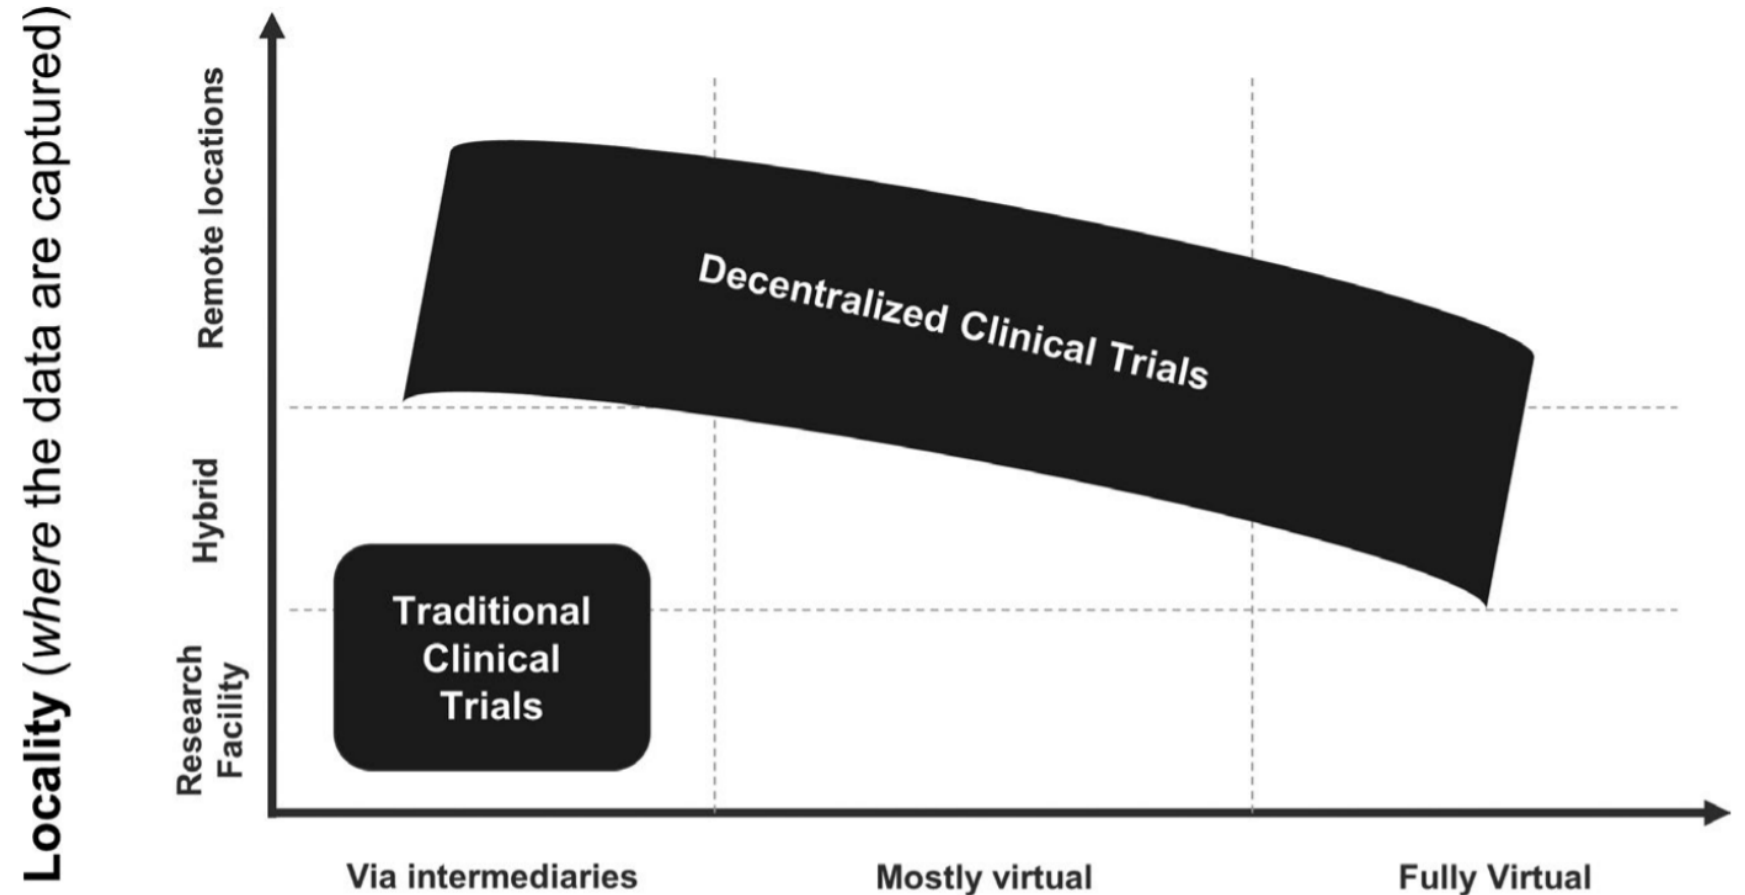 Locality (where the data are captured)
Remote locations
Hybrid
Research
Facility
Decentralized Clinical Trials
Traditional
Clinical
Trials
Via intermediaries
Mostly virtual
Fully Virtual